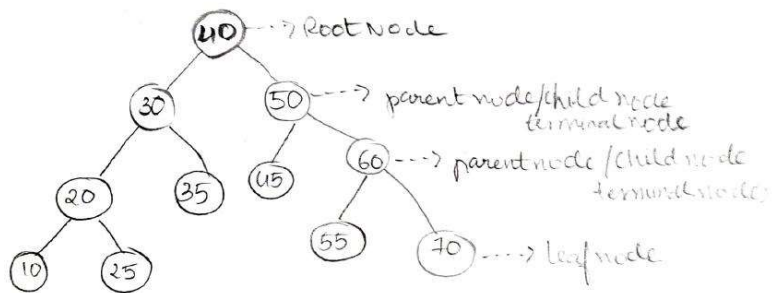 40 ---> Root Node
30
50 ---> parent node/child node
terminal node
20
35
45
60 ---> parent node/child node
terminal nodes
10
25
55
70 ---> leaf node